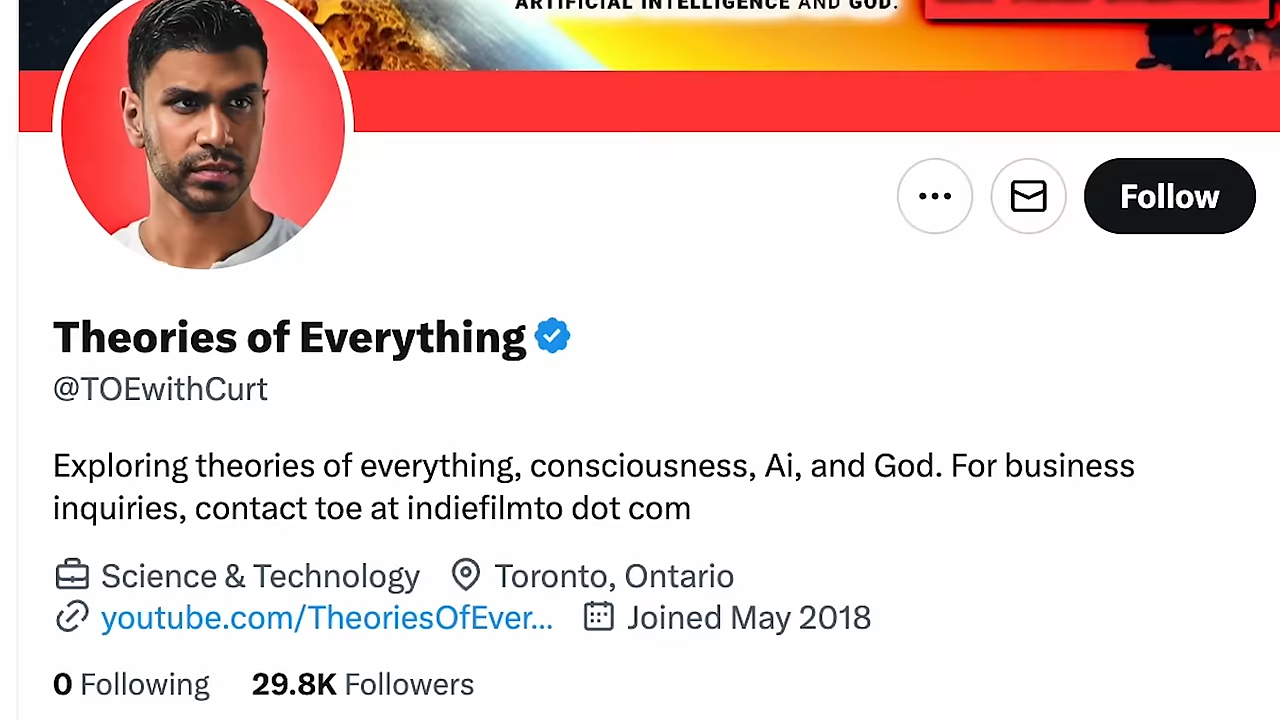 ARTIFICIAL INTELLIGENCE AND GOD.
Follow
Theories of Everything
@TOEwithCurt
Exploring theories of everything, consciousness, Ai, and God. For business
inquiries, contact toe at indiefilmto dot com
Science & Technology Toronto, Ontario
youtube.com/TheoriesOfEver... Joined May 2018
0 Following 29.8K Followers